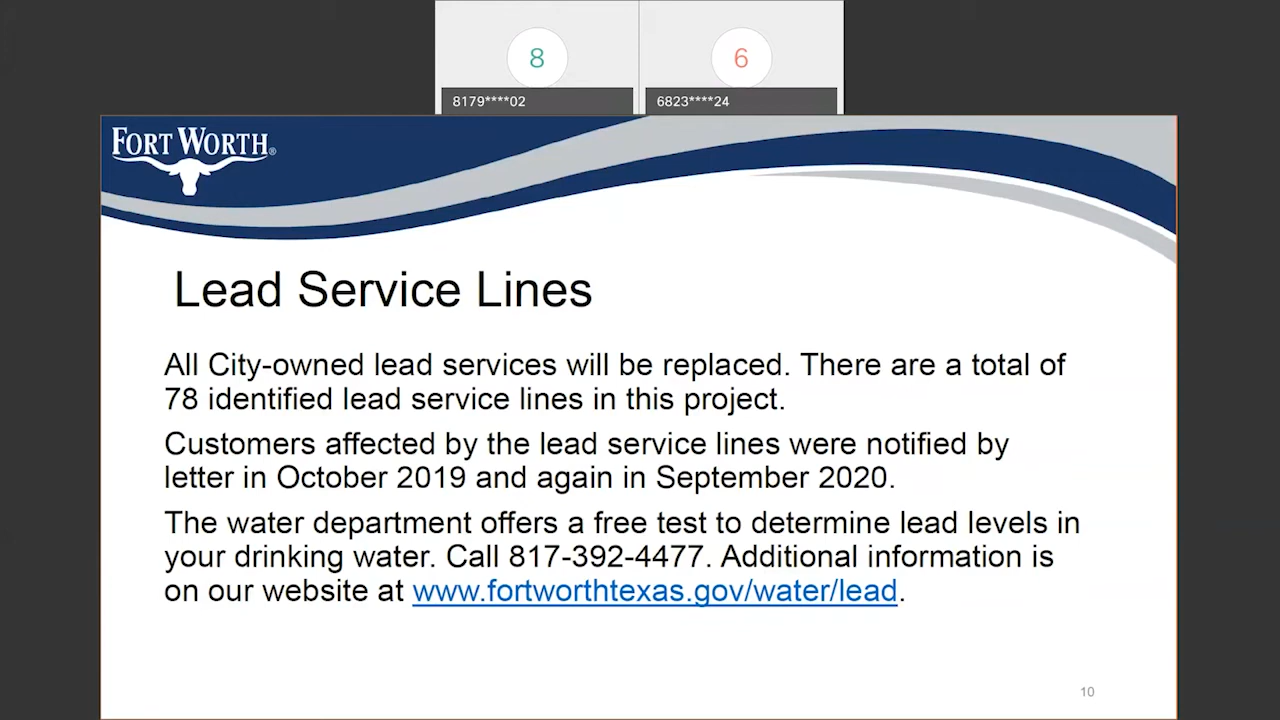 8
6
8179****02
6823****24
FORT WORTH®
Lead Service Lines
All City-owned lead services will be replaced. There are a total of
78 identified lead service lines in this project.
Customers affected by the lead service lines were notified by
letter in October 2019 and again in September 2020.
The water department offers a free test to determine lead levels in
your drinking water. Call 817-392-4477. Additional information is
on our website at www.fortworthtexas.gov/water/lead.
10